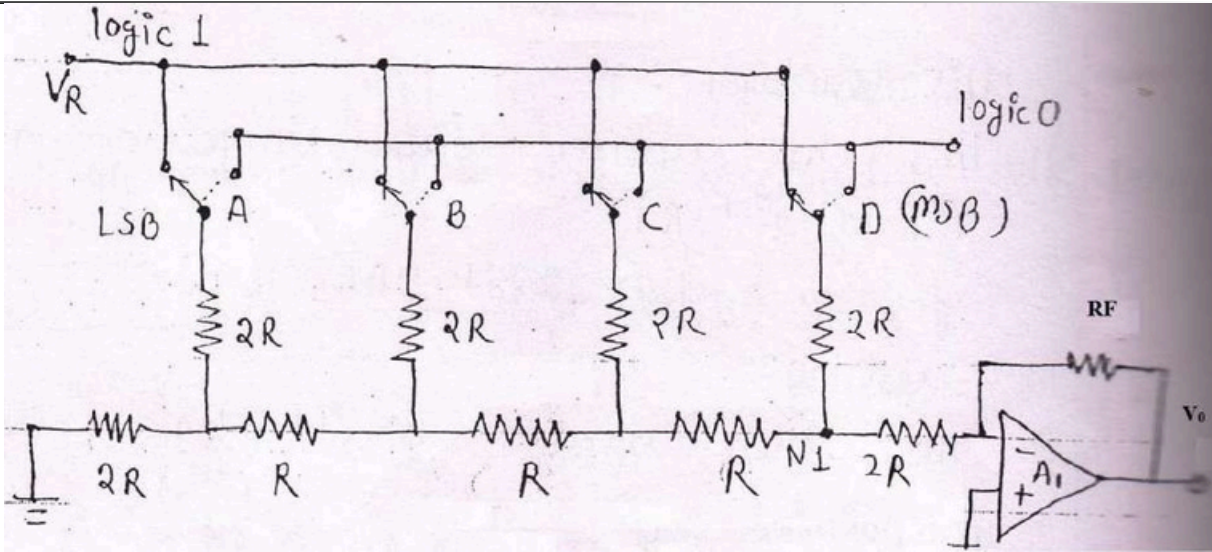 logic 1
VR
logic 0
LSB A B C D (MSB)
2R 2R 2R 2R
RF
V0
2R R R R N1 2R
-
A1
+